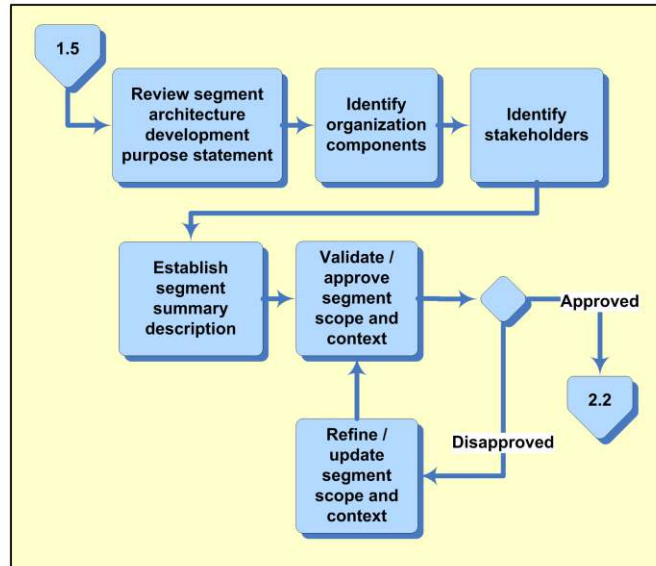 1.5
Review segment
architecture
development
purpose statement
Identify
organization
components
Identify
stakeholders
Establish
segment
summary
description
Validate /
approve
segment
scope and
context
Approved
2.2
Disapproved
Refine /
update
segment
scope and
context